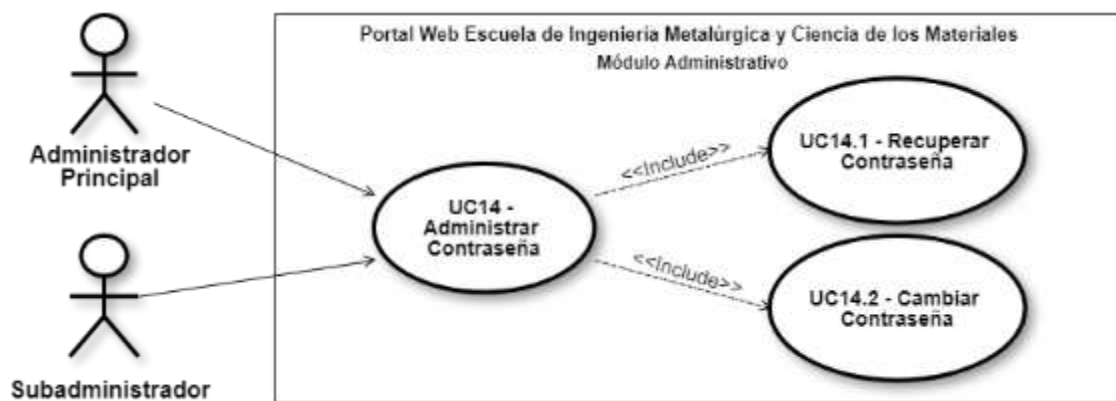 Portal Web Escuela de Ingeniería Metalúrgica y Ciencia de los Materiales
Módulo Administrativo
Administrador
Principal
Subadministrador
UC14 -
Administrar
Contraseña
<<Include>>
UC14.1 - Recuperar
Contraseña
<<Include>>
UC14.2 - Cambiar
Contraseña